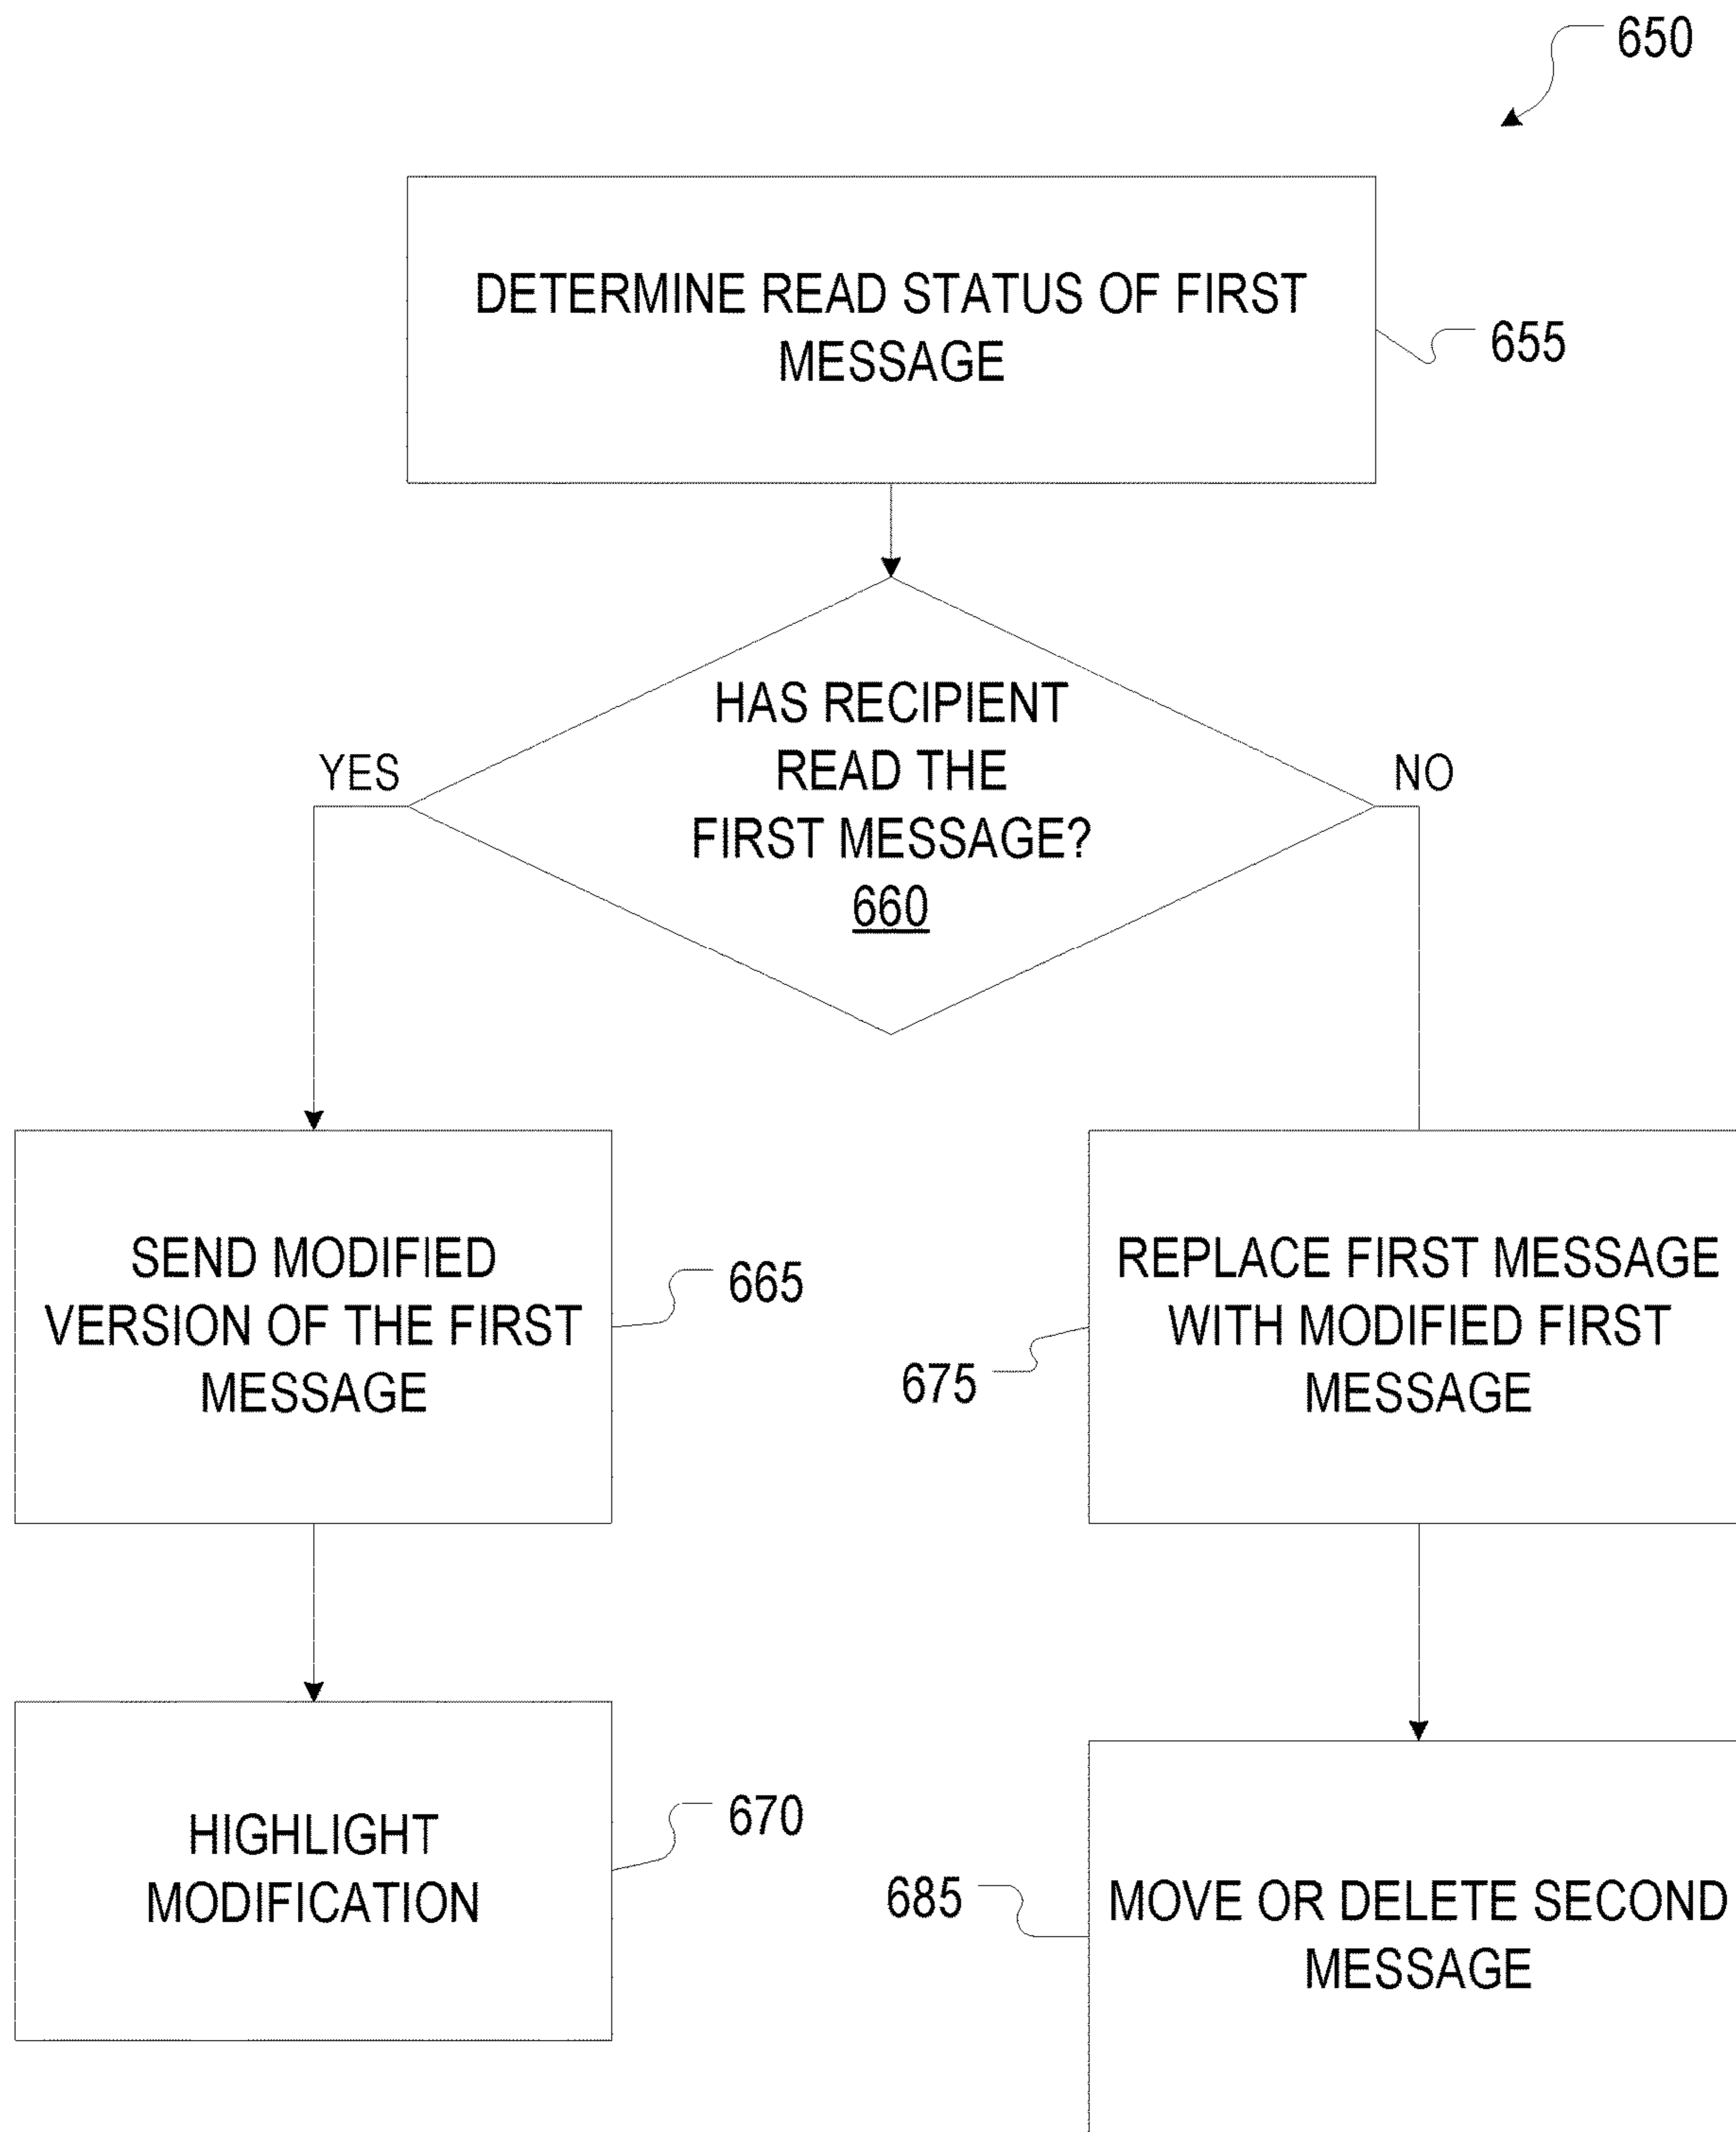 650
DETERMINE READ STATUS OF FIRST
MESSAGE
655
HAS RECIPIENT
READ THE
FIRST MESSAGE?
660
YES
NO
SEND MODIFIED
VERSION OF THE FIRST
MESSAGE
665
REPLACE FIRST MESSAGE
WITH MODIFIED FIRST
MESSAGE
675
HIGHLIGHT
MODIFICATION
670
MOVE OR DELETE SECOND
MESSAGE
685